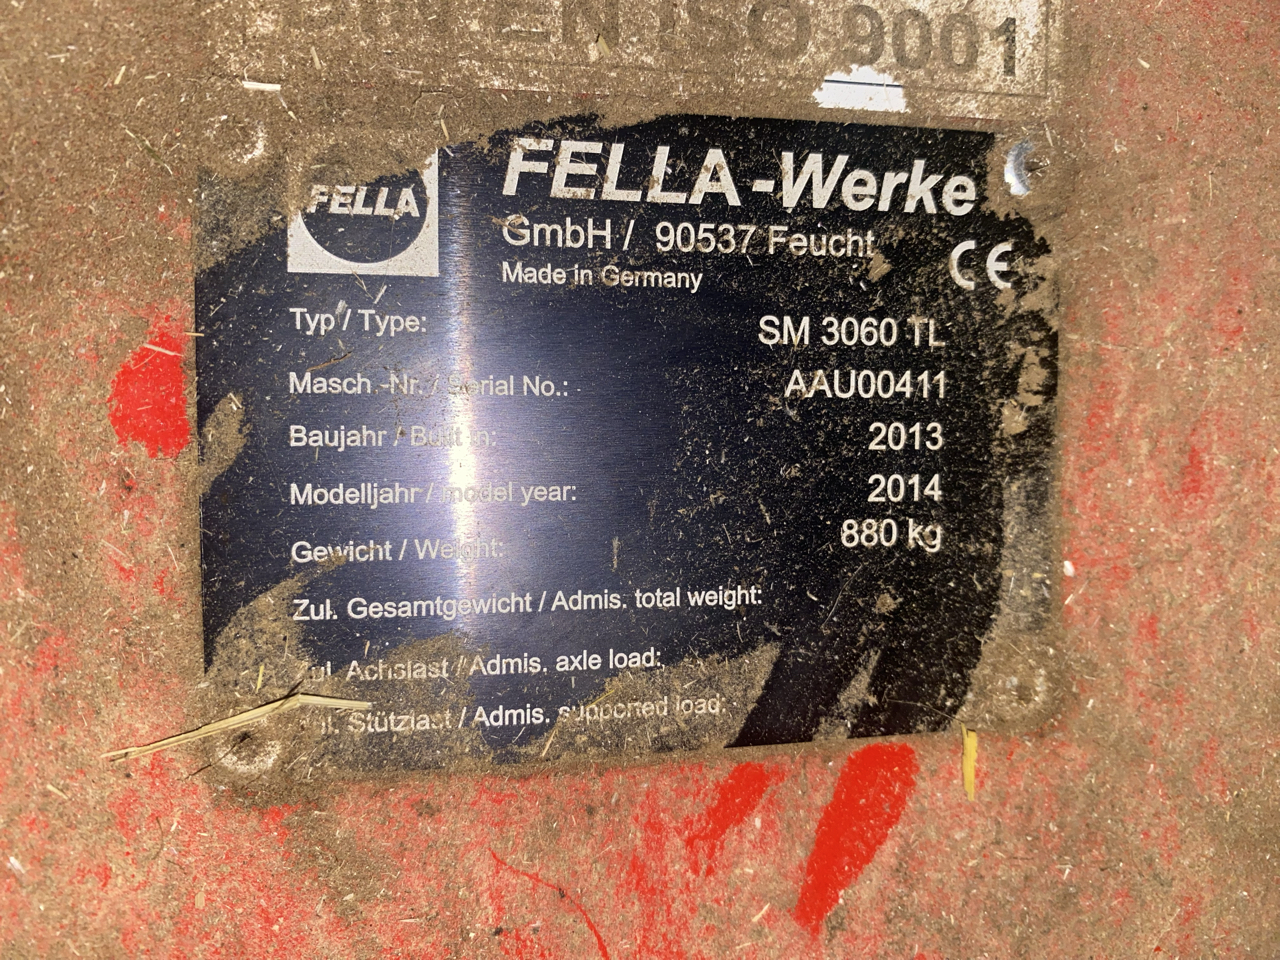 EN ISO 9001
FELLA
FELLA-Werke
GmbH / 90537 Feucht
Made in Germany
CE
Typ / Type: SM 3060 TL
Masch.-Nr. / Serial No.: AAU00411
Baujahr / Built in: 2013
Modelljahr / model year: 2014
Gewicht / Weight: 880 kg
Zul. Gesamtgewicht / Admis. total weight:
Zul. Achslast / Admis. axle load:
Zul. Stützlast / Admis. supported load: